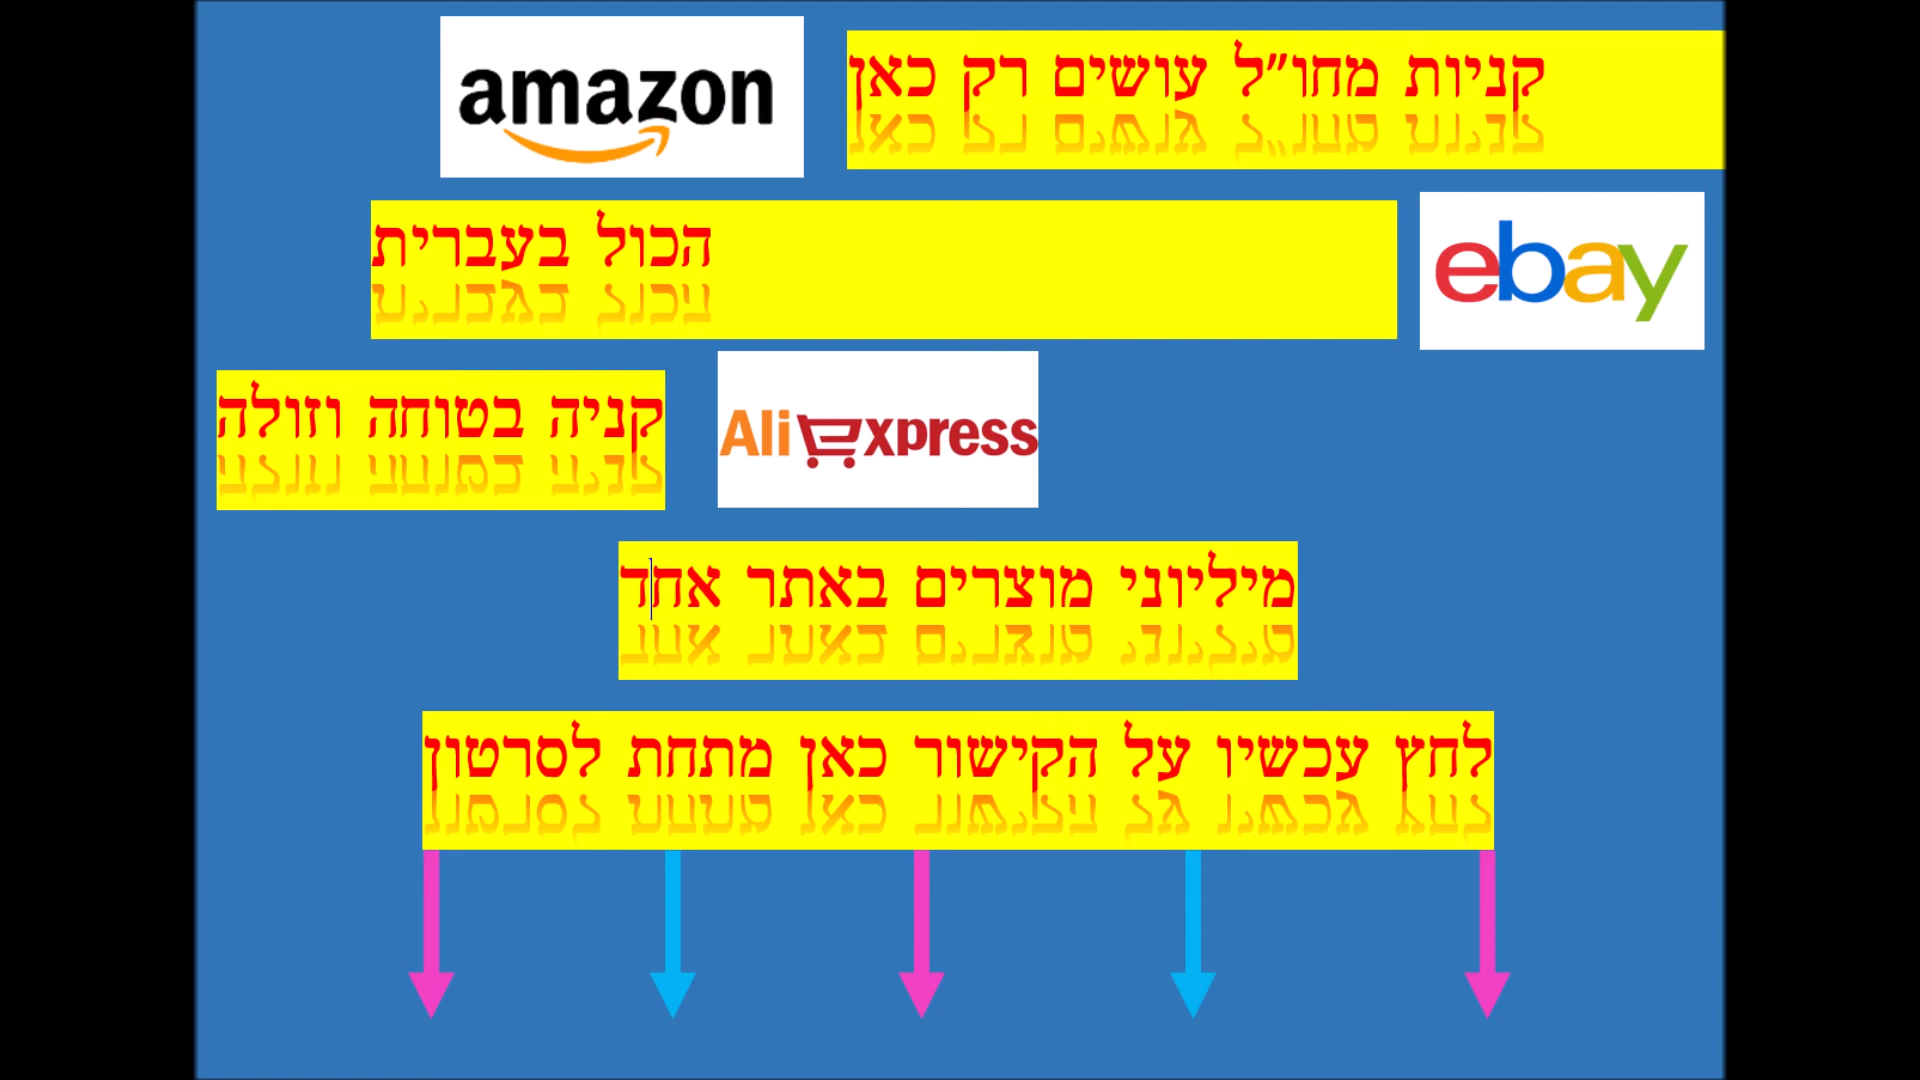 קניות מחו"ל עושים רק כאן
amazon
הכול בעברית
ebay
קניה בטוחה וזולה
AliExpress
מיליוני מוצרים באתר אחד
לחץ עכשיו על הקישור כאן מתחת לסרטון